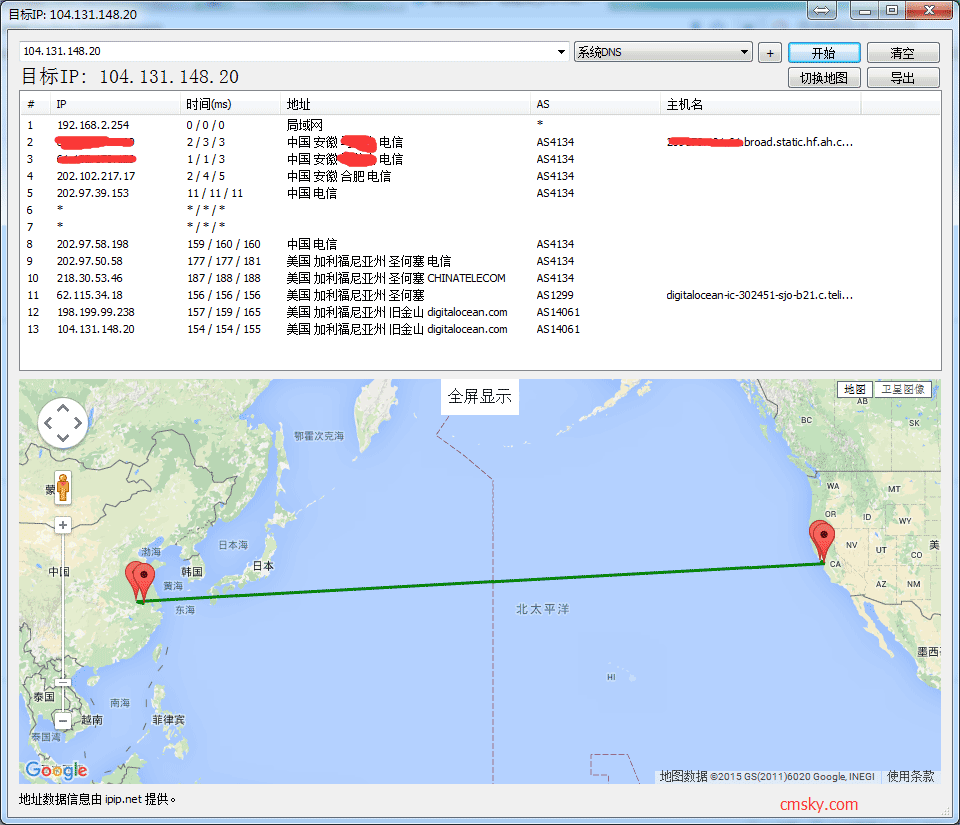 目标IP: 104.131.148.20
104.131.148.20 系统DNS + 开始 清空
目标IP: 104.131.148.20 切换地图 导出
# IP 时间(ms) 地址 AS 主机名
1 192.168.2.254 0 / 0 / 0 局域网 *
2 2 / 3 / 3 中国 安徽 电信 AS4134 broad.static.hf.ah.c...
3 1 / 1 / 3 中国 安徽 电信 AS4134
4 202.102.217.17 2 / 4 / 5 中国 安徽 合肥 电信 AS4134
5 202.97.39.153 11 / 11 / 11 中国 电信 AS4134
6 * * / * / *
7 * * / * / *
8 202.97.58.198 159 / 160 / 160 中国 电信 AS4134
9 202.97.50.58 177 / 177 / 181 美国 加利福尼亚州 圣何塞 电信 AS4134
10 218.30.53.46 187 / 188 / 188 美国 加利福尼亚州 圣何塞 CHINATELECOM AS4134
11 62.115.34.18 156 / 156 / 156 美国 加利福尼亚州 圣何塞 AS1299 digitalocean-ic-302451-sjo-b21.c.teli...
12 198.199.99.238 157 / 159 / 165 美国 加利福尼亚州 旧金山 digitalocean.com AS14061
13 104.131.148.20 154 / 154 / 155 美国 加利福尼亚州 旧金山 digitalocean.com AS14061
全屏显示
地图 卫星图像
AB
BC
SK
鄂霍次克海
蒙
WA
MT
OR
ID
WY
渤海
日本海
NV
UT
CO
美
中国
韩国
日本
CA
黄海
AZ
NM
东海
北太平洋
墨西
HI
泰国
南海
越南
菲律宾
泰国湾
Google
地图数据 ©2015 GS(2011)6020 Google, INEGI 使用条款
地址数据信息由 ipip.net 提供。
cmsky.com